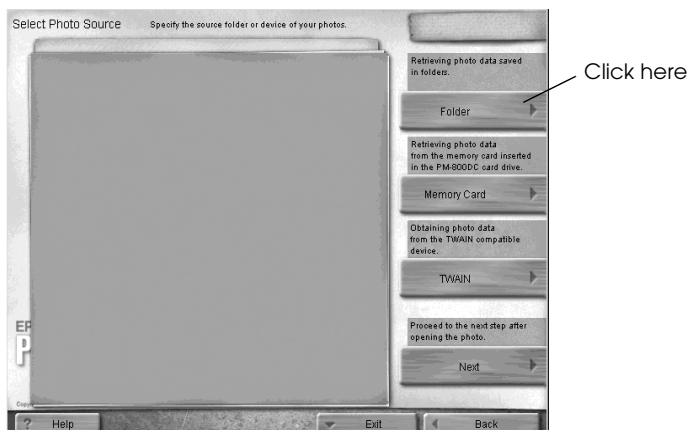 Select Photo Source
Specify the source folder or device of your photos.
Retrieving photo data saved
in folders.
Click here
Folder
Retrieving photo data
from the memory card inserted
in the PM-800DC card drive.
Memory Card
Obtaining photo data
from the TWAIN compatible
device.
TWAIN
Proceed to the next step after
opening the photo.
Next
? Help
Exit
Back